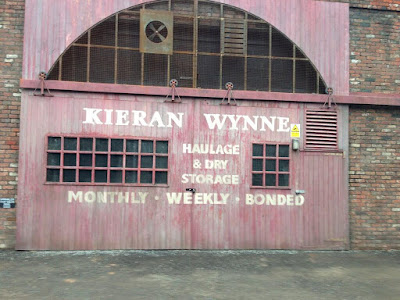 KIERAN WYNNE
HAULAGE
& DRY
STORAGE
MONTHLY · WEEKLY · BONDED